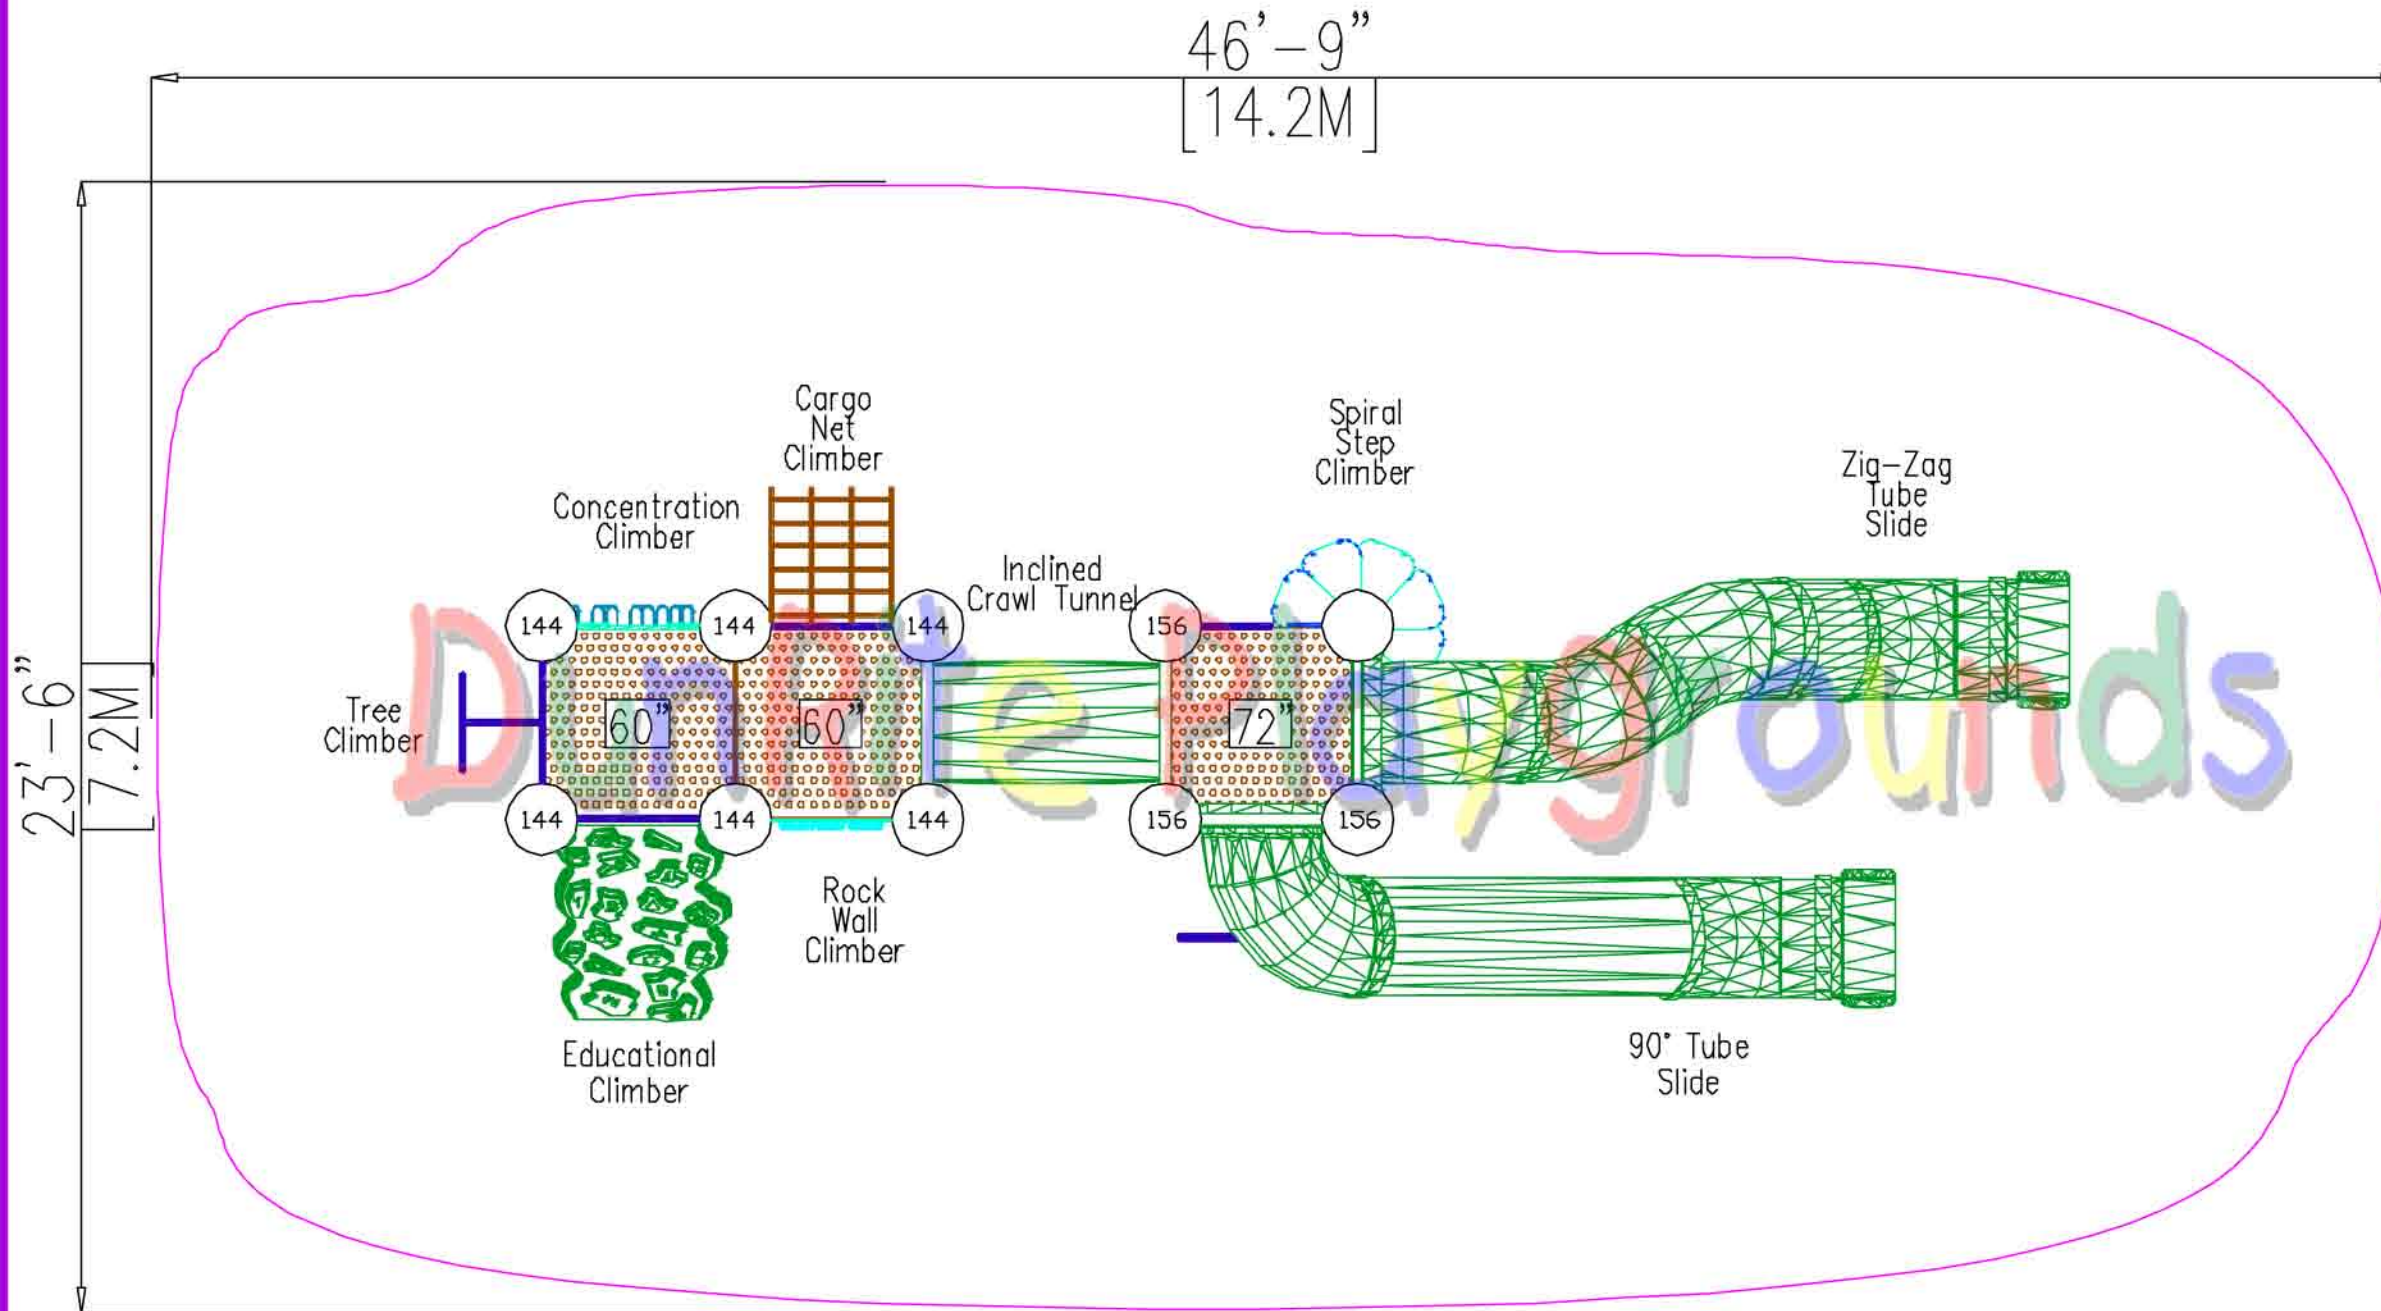 46'-9"
[14.2M]
23'-6"
[7.2M]
Cargo
Net
Climber
Spiral
Step
Climber
Zig-Zag
Tube
Slide
Concentration
Climber
Inclined
Crawl Tunnel
144
144
144
156
Tree
Climber
60"
60"
72"
DunRite Playgrounds
144
144
144
156
156
Rock
Wall
Climber
Educational
Climber
90° Tube
Slide